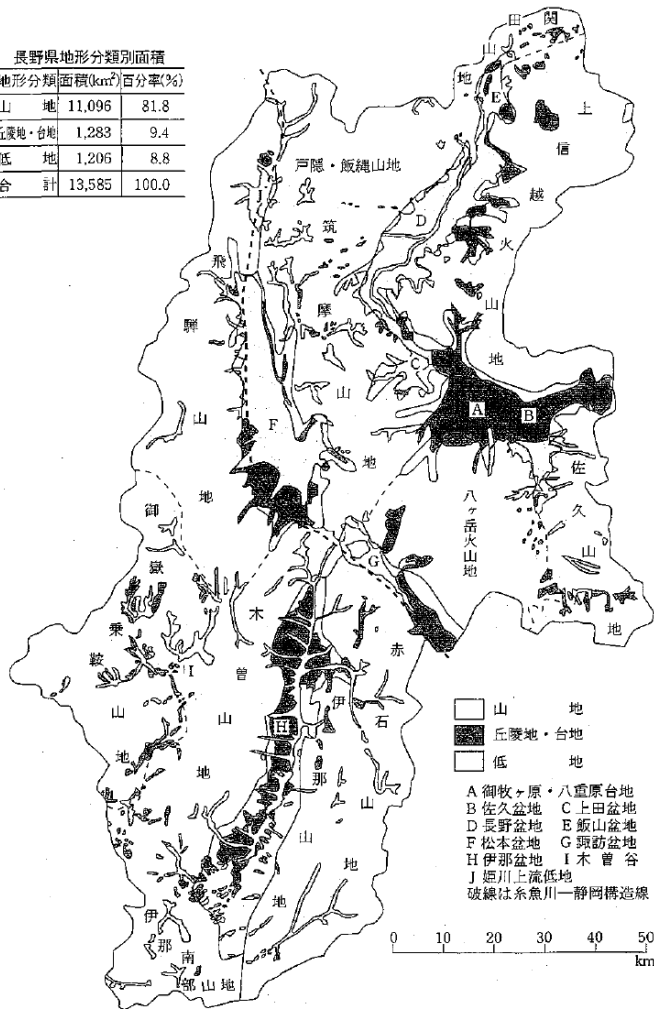 長野県地形分類別面積
地形分類 面積(km²) 百分率(%)
山 地 11,096 81.8
丘陵地・台地 1,283 9.4
低 地 1,206 8.8
合 計 13,585 100.0
関田山地
上信越火山地
戸隠・飯縄山地
筑摩山地
飛驒山地
御嶽乗鞍山地
木曽山地
八ヶ岳火山地
佐久山地
赤石山地
伊那山地
伊那南部山地
A
B
C
D
E
F
G
H
I
J
山 地
丘陵地・台地
低 地
A 御牧ヶ原・八重原台地
B 佐久盆地 C 上田盆地
D 長野盆地 E 飯山盆地
F 松本盆地 G 諏訪盆地
H 伊那盆地 I 木曽谷
J 姫川上流低地
破線は糸魚川―静岡構造線
0 10 20 30 40 50
km